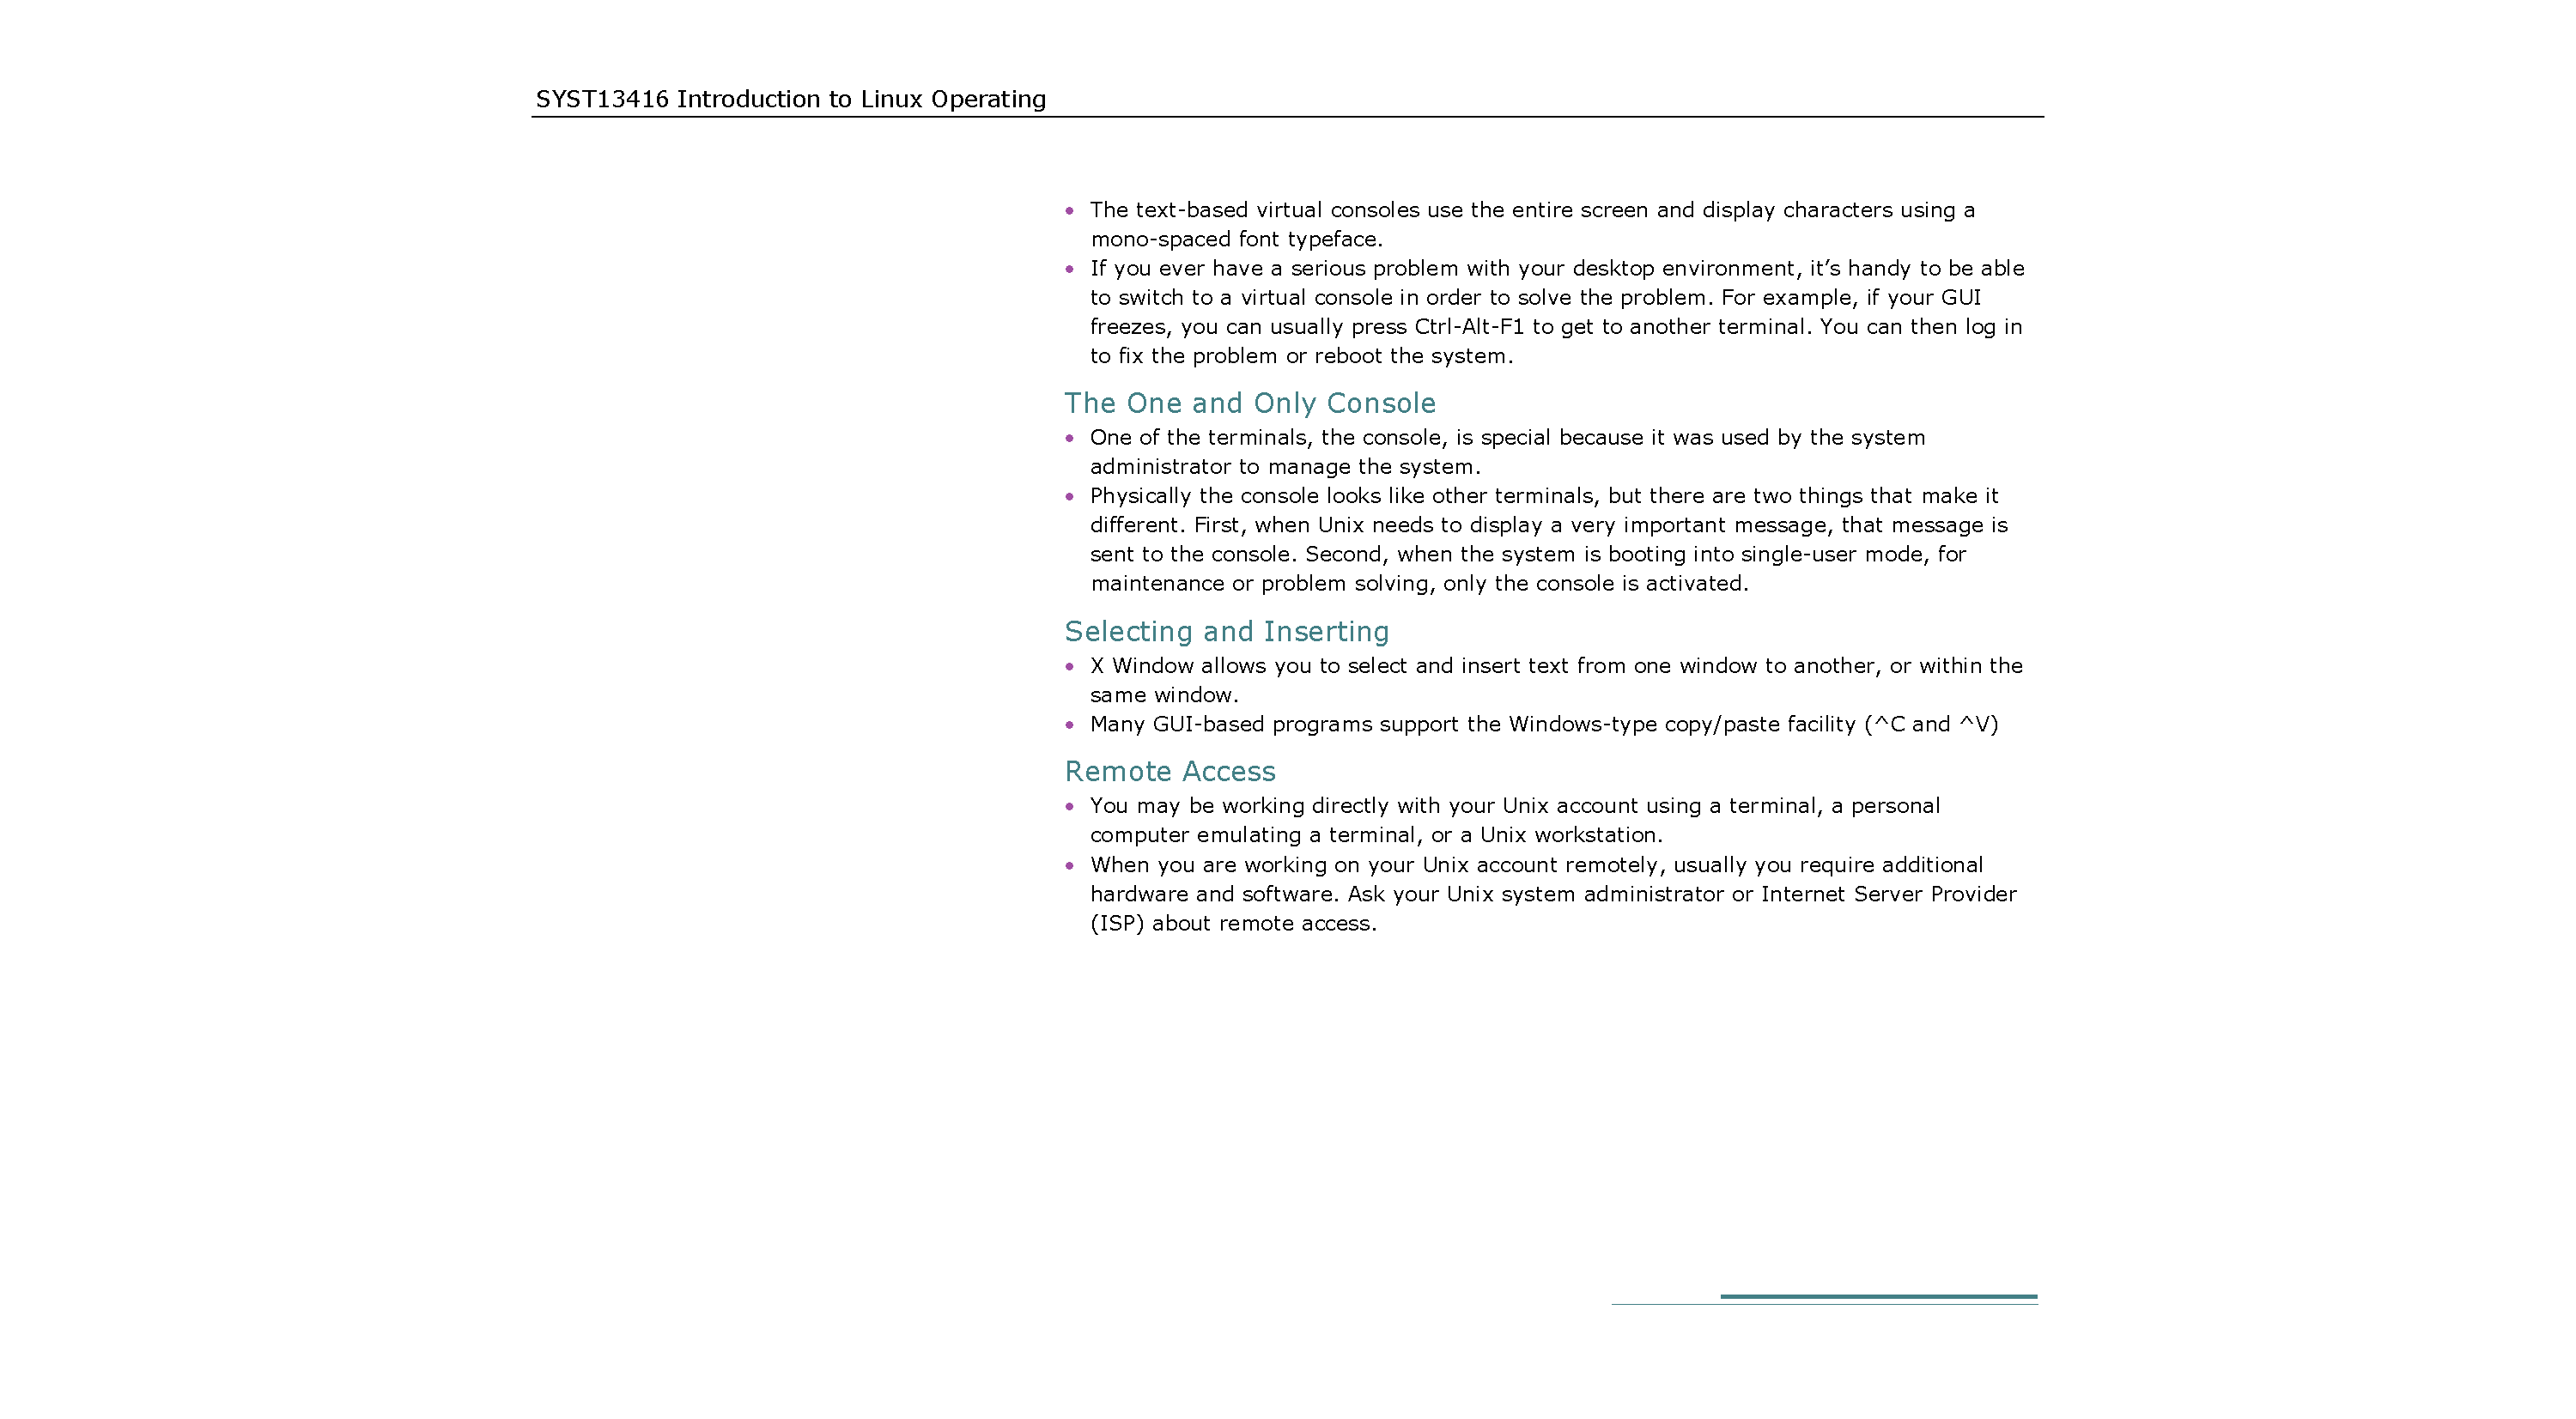 SYST13416 Introduction to Linux Operating
• The text-based virtual consoles use the entire screen and display characters using a
mono-spaced font typeface.
• If you ever have a serious problem with your desktop environment, it’s handy to be able
to switch to a virtual console in order to solve the problem. For example, if your GUI
freezes, you can usually press Ctrl-Alt-F1 to get to another terminal. You can then log in
to fix the problem or reboot the system.
The One and Only Console
• One of the terminals, the console, is special because it was used by the system
administrator to manage the system.
• Physically the console looks like other terminals, but there are two things that make it
different. First, when Unix needs to display a very important message, that message is
sent to the console. Second, when the system is booting into single-user mode, for
maintenance or problem solving, only the console is activated.
Selecting and Inserting
• X Window allows you to select and insert text from one window to another, or within the
same window.
• Many GUI-based programs support the Windows-type copy/paste facility (^C and ^V)
Remote Access
• You may be working directly with your Unix account using a terminal, a personal
computer emulating a terminal, or a Unix workstation.
• When you are working on your Unix account remotely, usually you require additional
hardware and software. Ask your Unix system administrator or Internet Server Provider
(ISP) about remote access.